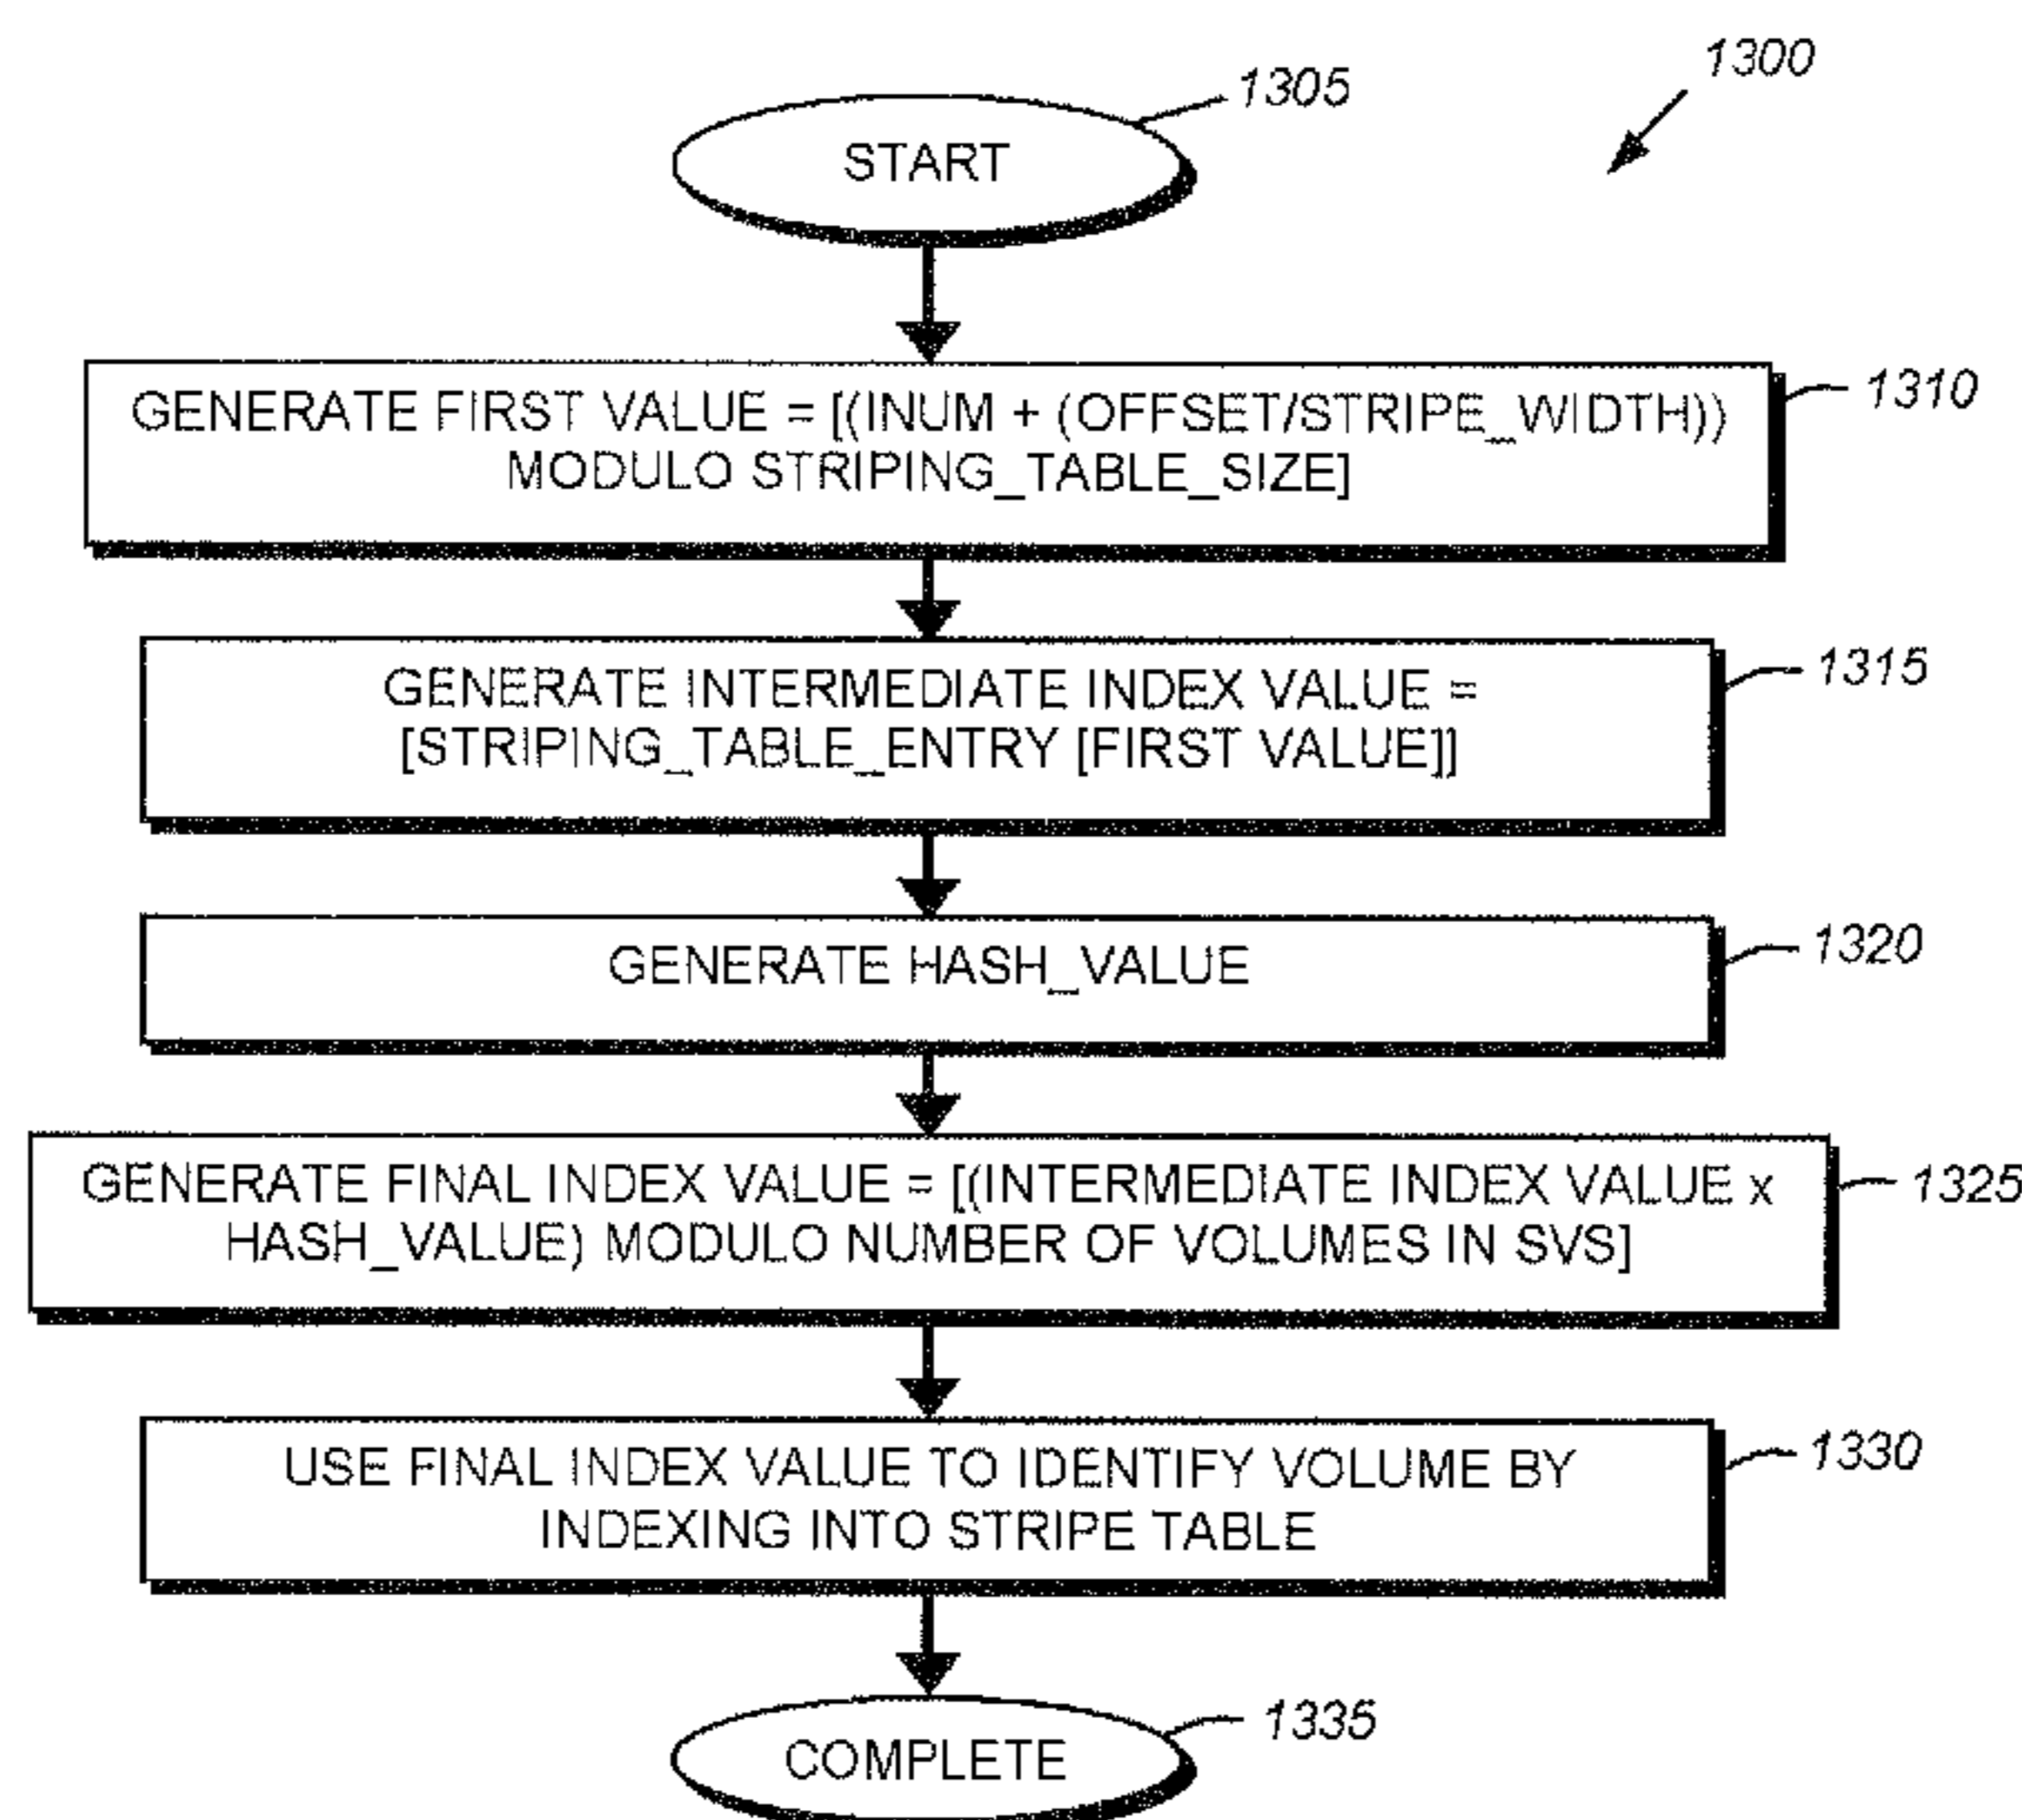 1300
1305
START
GENERATE FIRST VALUE = [(INUM + (OFFSET/STRIPE_WIDTH))
MODULO STRIPING_TABLE_SIZE]
1310
GENERATE INTERMEDIATE INDEX VALUE =
[STRIPING_TABLE_ENTRY [FIRST VALUE]]
1315
GENERATE HASH_VALUE
1320
GENERATE FINAL INDEX VALUE = [(INTERMEDIATE INDEX VALUE x
HASH_VALUE) MODULO NUMBER OF VOLUMES IN SVS]
1325
USE FINAL INDEX VALUE TO IDENTIFY VOLUME BY
INDEXING INTO STRIPE TABLE
1330
COMPLETE
1335